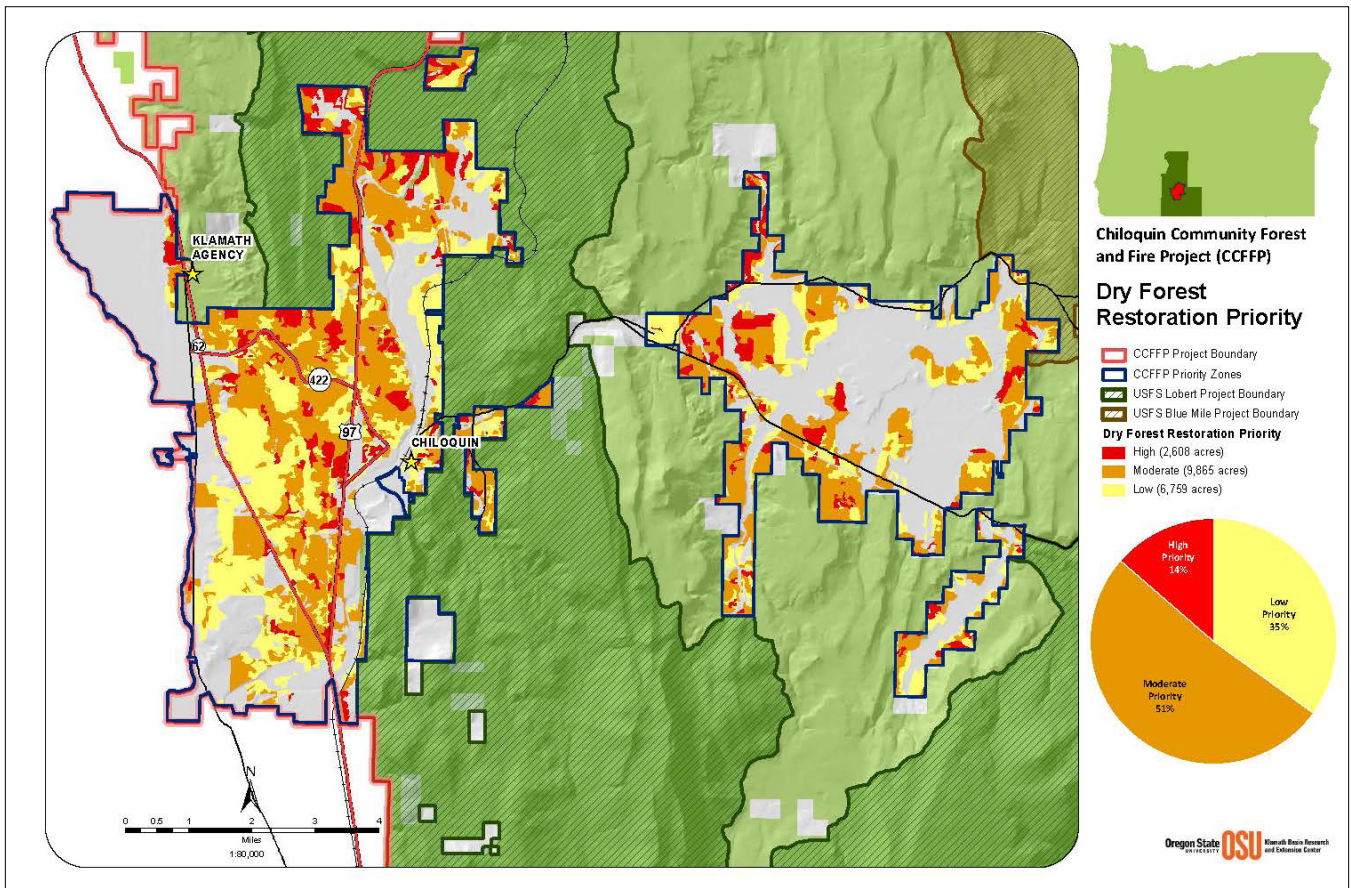 KLAMATH
AGENCY
62
422
97
CHILOQUIN
N
0 0.5 1 2 3 4
Miles
1:80,000
Chiloquin Community Forest
and Fire Project (CCFFP)
Dry Forest
Restoration Priority
CCFFP Project Boundary
CCFFP Priority Zones
USFS Lobert Project Boundary
USFS Blue Mile Project Boundary
Dry Forest Restoration Priority
High (2,608 acres)
Moderate (9,865 acres)
Low (6,759 acres)
High
Priority
14%
Low
Priority
35%
Moderate
Priority
51%
Oregon State
UNIVERSITY
OSU
Klamath Basin Research
and Extension Center